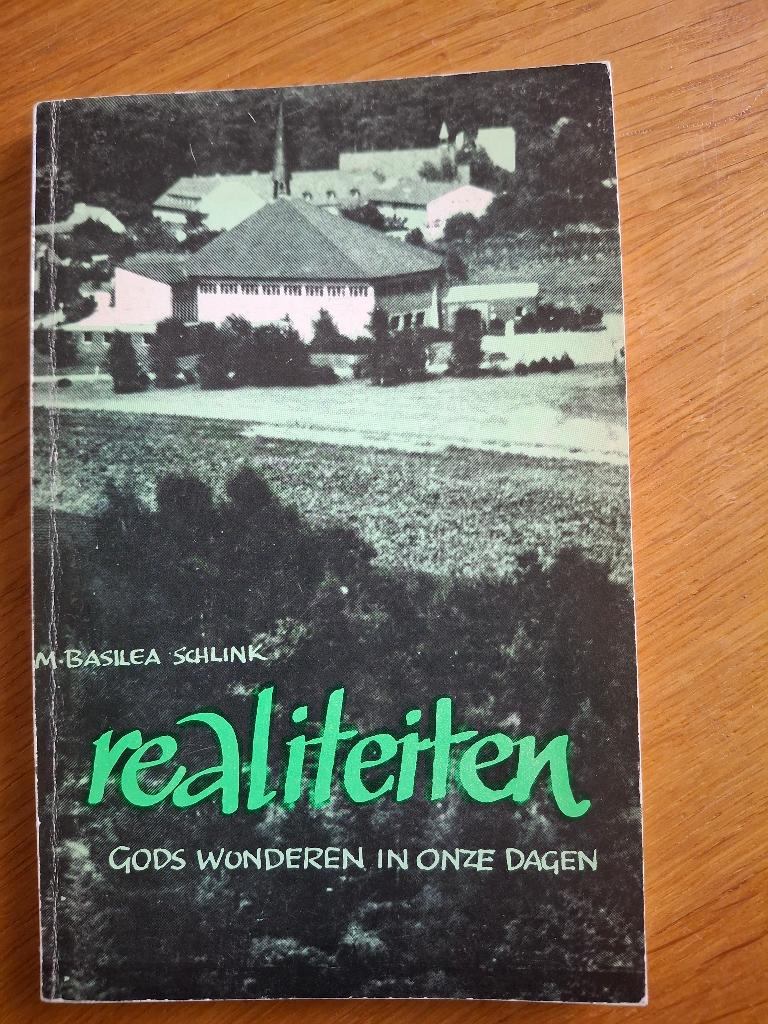 M. BASILEA SCHLINK
realiteiten
GODS WONDEREN IN ONZE DAGEN